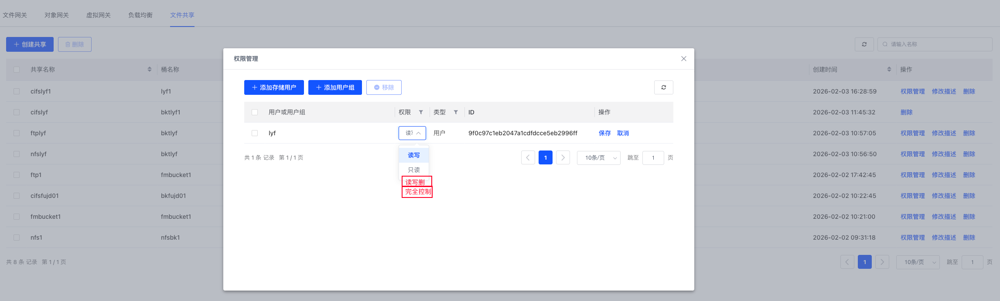 文件网关 对象网关 虚拟网关 负载均衡 文件共享
创建共享 删除 请输入名称
共享名称 桶名称 创建时间 操作
cifslyf1 lyf1 2026-02-03 16:28:59 权限管理 修改描述 删除
cifslyf bktlyf1 2026-02-03 11:45:32 删除
ftplyf bktlyf 2026-02-03 10:57:05 权限管理 修改描述 删除
nfslyf bktlyf 2026-02-03 10:56:50 权限管理 修改描述 删除
ftp1 fmbucket1 2026-02-02 17:42:45 权限管理 修改描述 删除
cifsfujd01 bkfujd01 2026-02-02 10:22:45 权限管理 修改描述 删除
fmbucket1 fmbucket1 2026-02-02 10:21:00 权限管理 修改描述 删除
nfs1 nfsbk1 2026-02-02 09:31:18 权限管理 修改描述 删除
共 8 条 记录 第 1 / 1 页 1 10条/页 跳至 1 页
权限管理
添加存储用户 添加用户组 移除
用户或用户组 权限 类型 ID 操作
lyf 读 用户 9f0c97c1eb2047a1cdfdcce5eb2996ff 保存 取消
读写
只读
读写删
完全控制
共 1 条 记录 第 1 / 1 页 1 10条/页 跳至 1 页